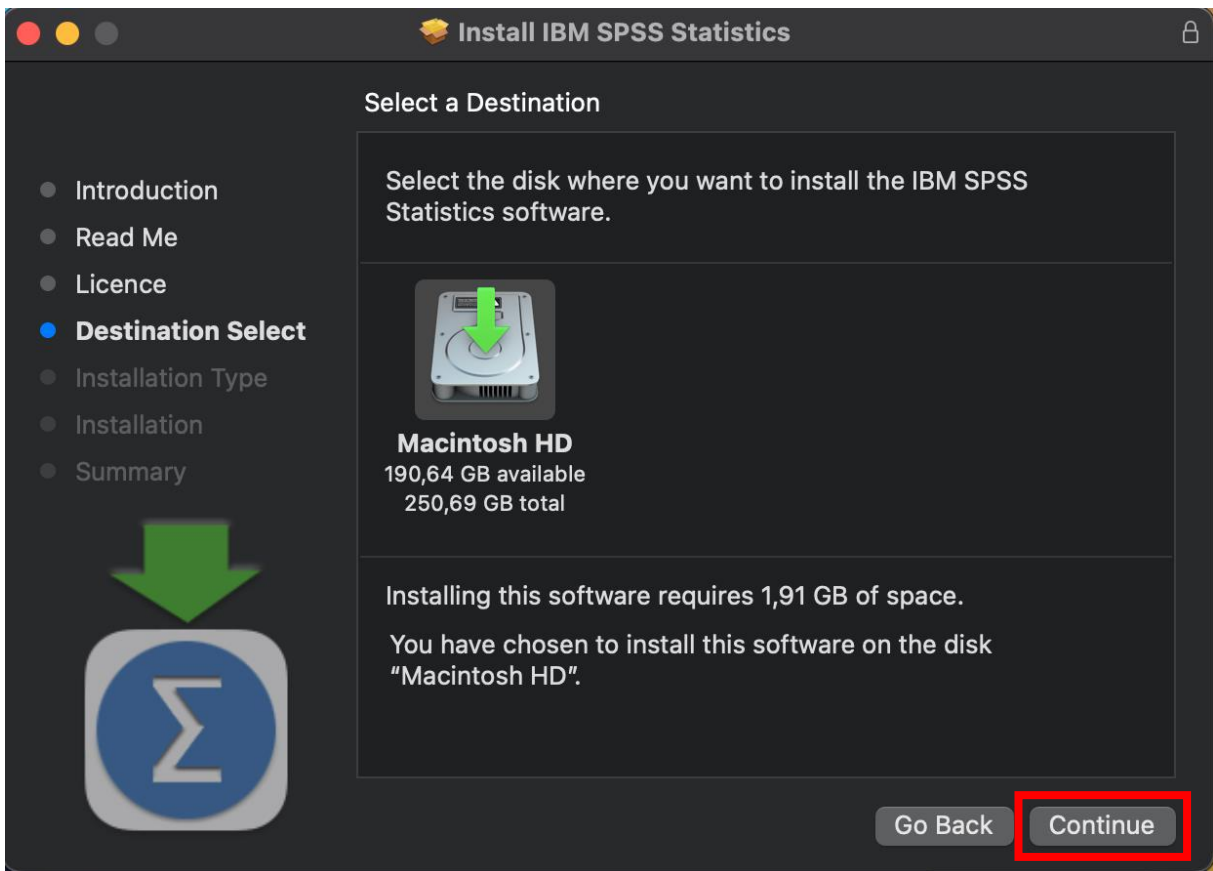 Install IBM SPSS Statistics
Select a Destination
Introduction
Read Me
Licence
Destination Select
Installation Type
Installation
Summary
Select the disk where you want to install the IBM SPSS
Statistics software.
Macintosh HD
190,64 GB available
250,69 GB total
Installing this software requires 1,91 GB of space.
You have chosen to install this software on the disk
“Macintosh HD”.
Σ
Go Back
Continue